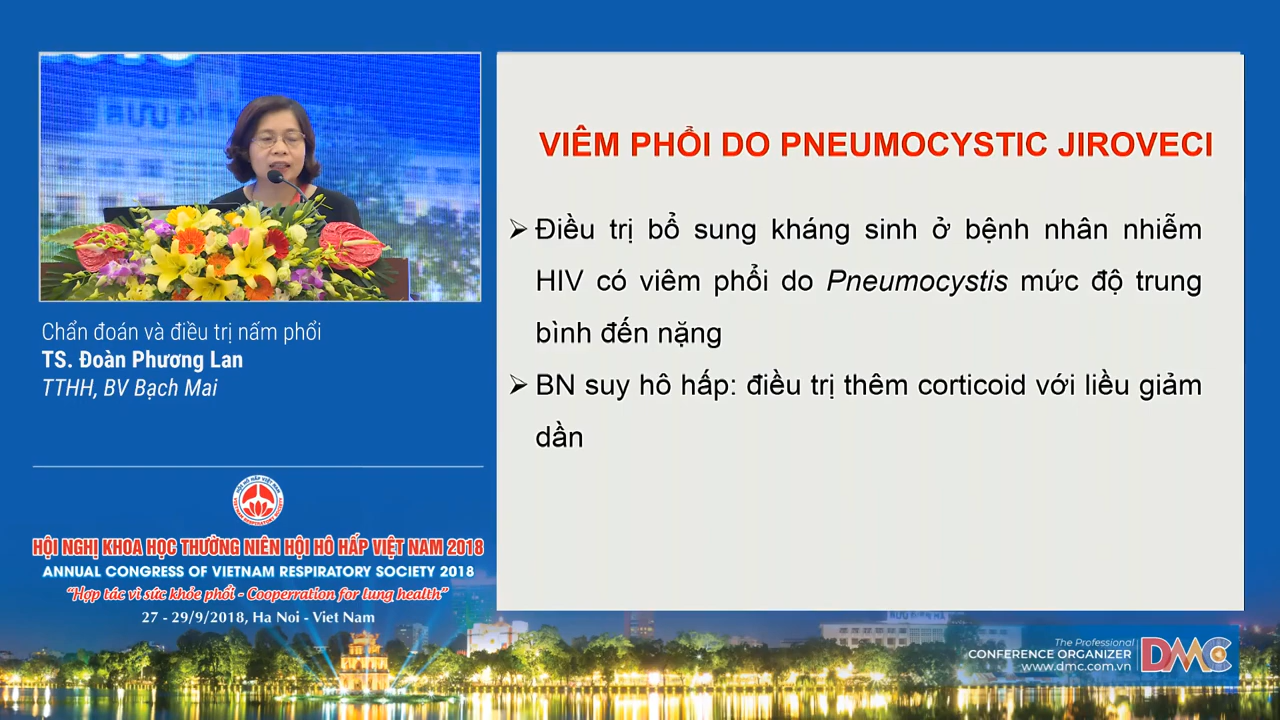 Chẩn đoán và điều trị nấm phổi
TS. Đoàn Phương Lan
TTHH, BV Bạch Mai
HỘI NGHỊ KHOA HỌC THƯỜNG NIÊN HỘI HÔ HẤP VIỆT NAM 2018
ANNUAL CONGRESS OF VIETNAM RESPIRATORY SOCIETY 2018
“Hợp tác vì sức khỏe phổi - Cooperration for lung health”
27 - 29/9/2018, Ha Noi - Viet Nam
VIÊM PHỔI DO PNEUMOCYSTIC JIROVECI
➢ Điều trị bổ sung kháng sinh ở bệnh nhân nhiễm
HIV có viêm phổi do Pneumocystis mức độ trung
bình đến nặng
➢ BN suy hô hấp: điều trị thêm corticoid với liều giảm
dần
The Professional
CONFERENCE ORGANIZER
www.dmc.com.vn
DMC